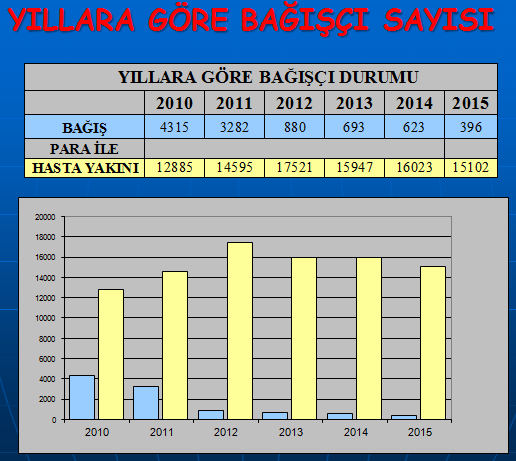 YILLARA GÖRE BAĞIŞÇI SAYISI
YILLARA GÖRE BAĞIŞÇI DURUMU
2010 2011 2012 2013 2014 2015
BAĞIŞ 4315 3282 880 693 623 396
PARA İLE
HASTA YAKINI 12885 14595 17521 15947 16023 15102
20000
18000
16000
14000
12000
10000
8000
6000
4000
2000
0
2010 2011 2012 2013 2014 2015